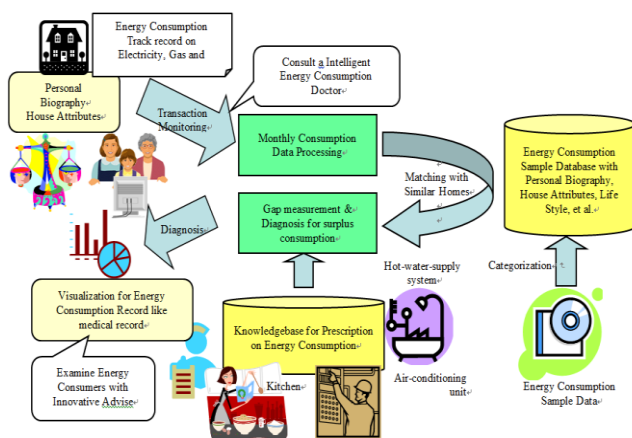 Energy Consumption
Track record on
Electricity, Gas and
Consult a Intelligent
Energy Consumption
Doctor
Personal
Biography
House Attributes
Transaction
Monitoring
Monthly Consumption
Data Processing
Matching with
Similar Homes
Energy Consumption
Sample Database with
Personal Biography,
House Attributes, Life
Style, et al.
Gap measurement &
Diagnosis for surplus
consumption
Diagnosis
Hot-water-supply
system
Categorization
Visualization for Energy
Consumption Record like
medical record
Knowledgebase for Prescription
on Energy Consumption
Examine Energy
Consumers with
Innovative Advise
Kitchen
Air-conditioning
unit
Energy Consumption
Sample Data